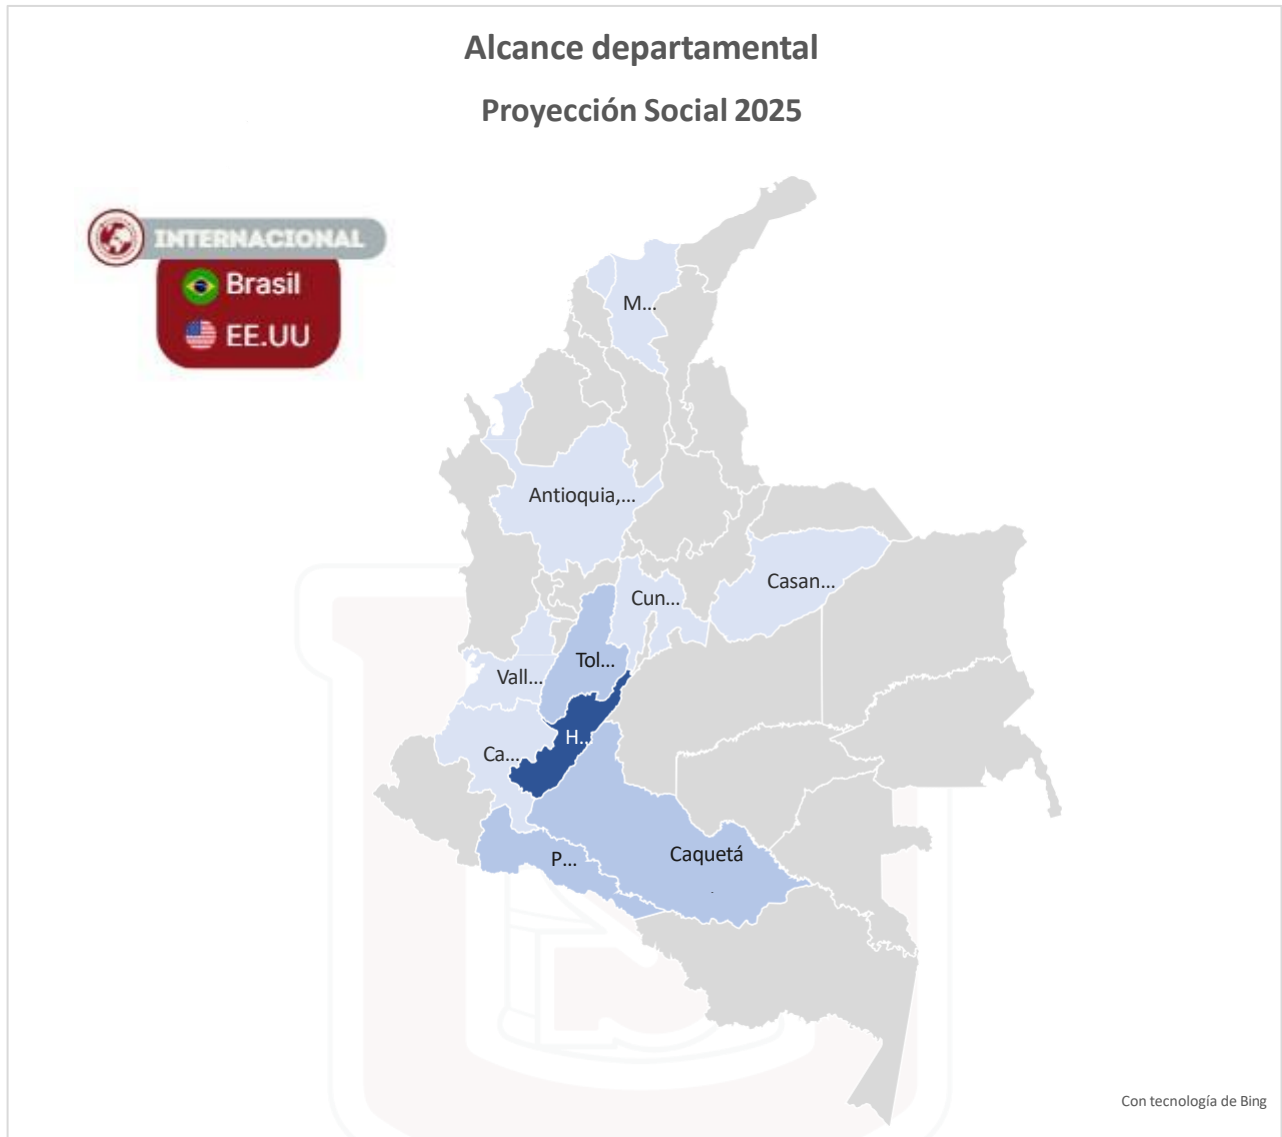 Alcance departamental
Proyección Social 2025
INTERNACIONAL
Brasil
EE.UU
M...
Antioquia,...
Casan...
Cun...
Tol...
Vall...
H...
Ca...
Caquetá
P...
Con tecnología de Bing